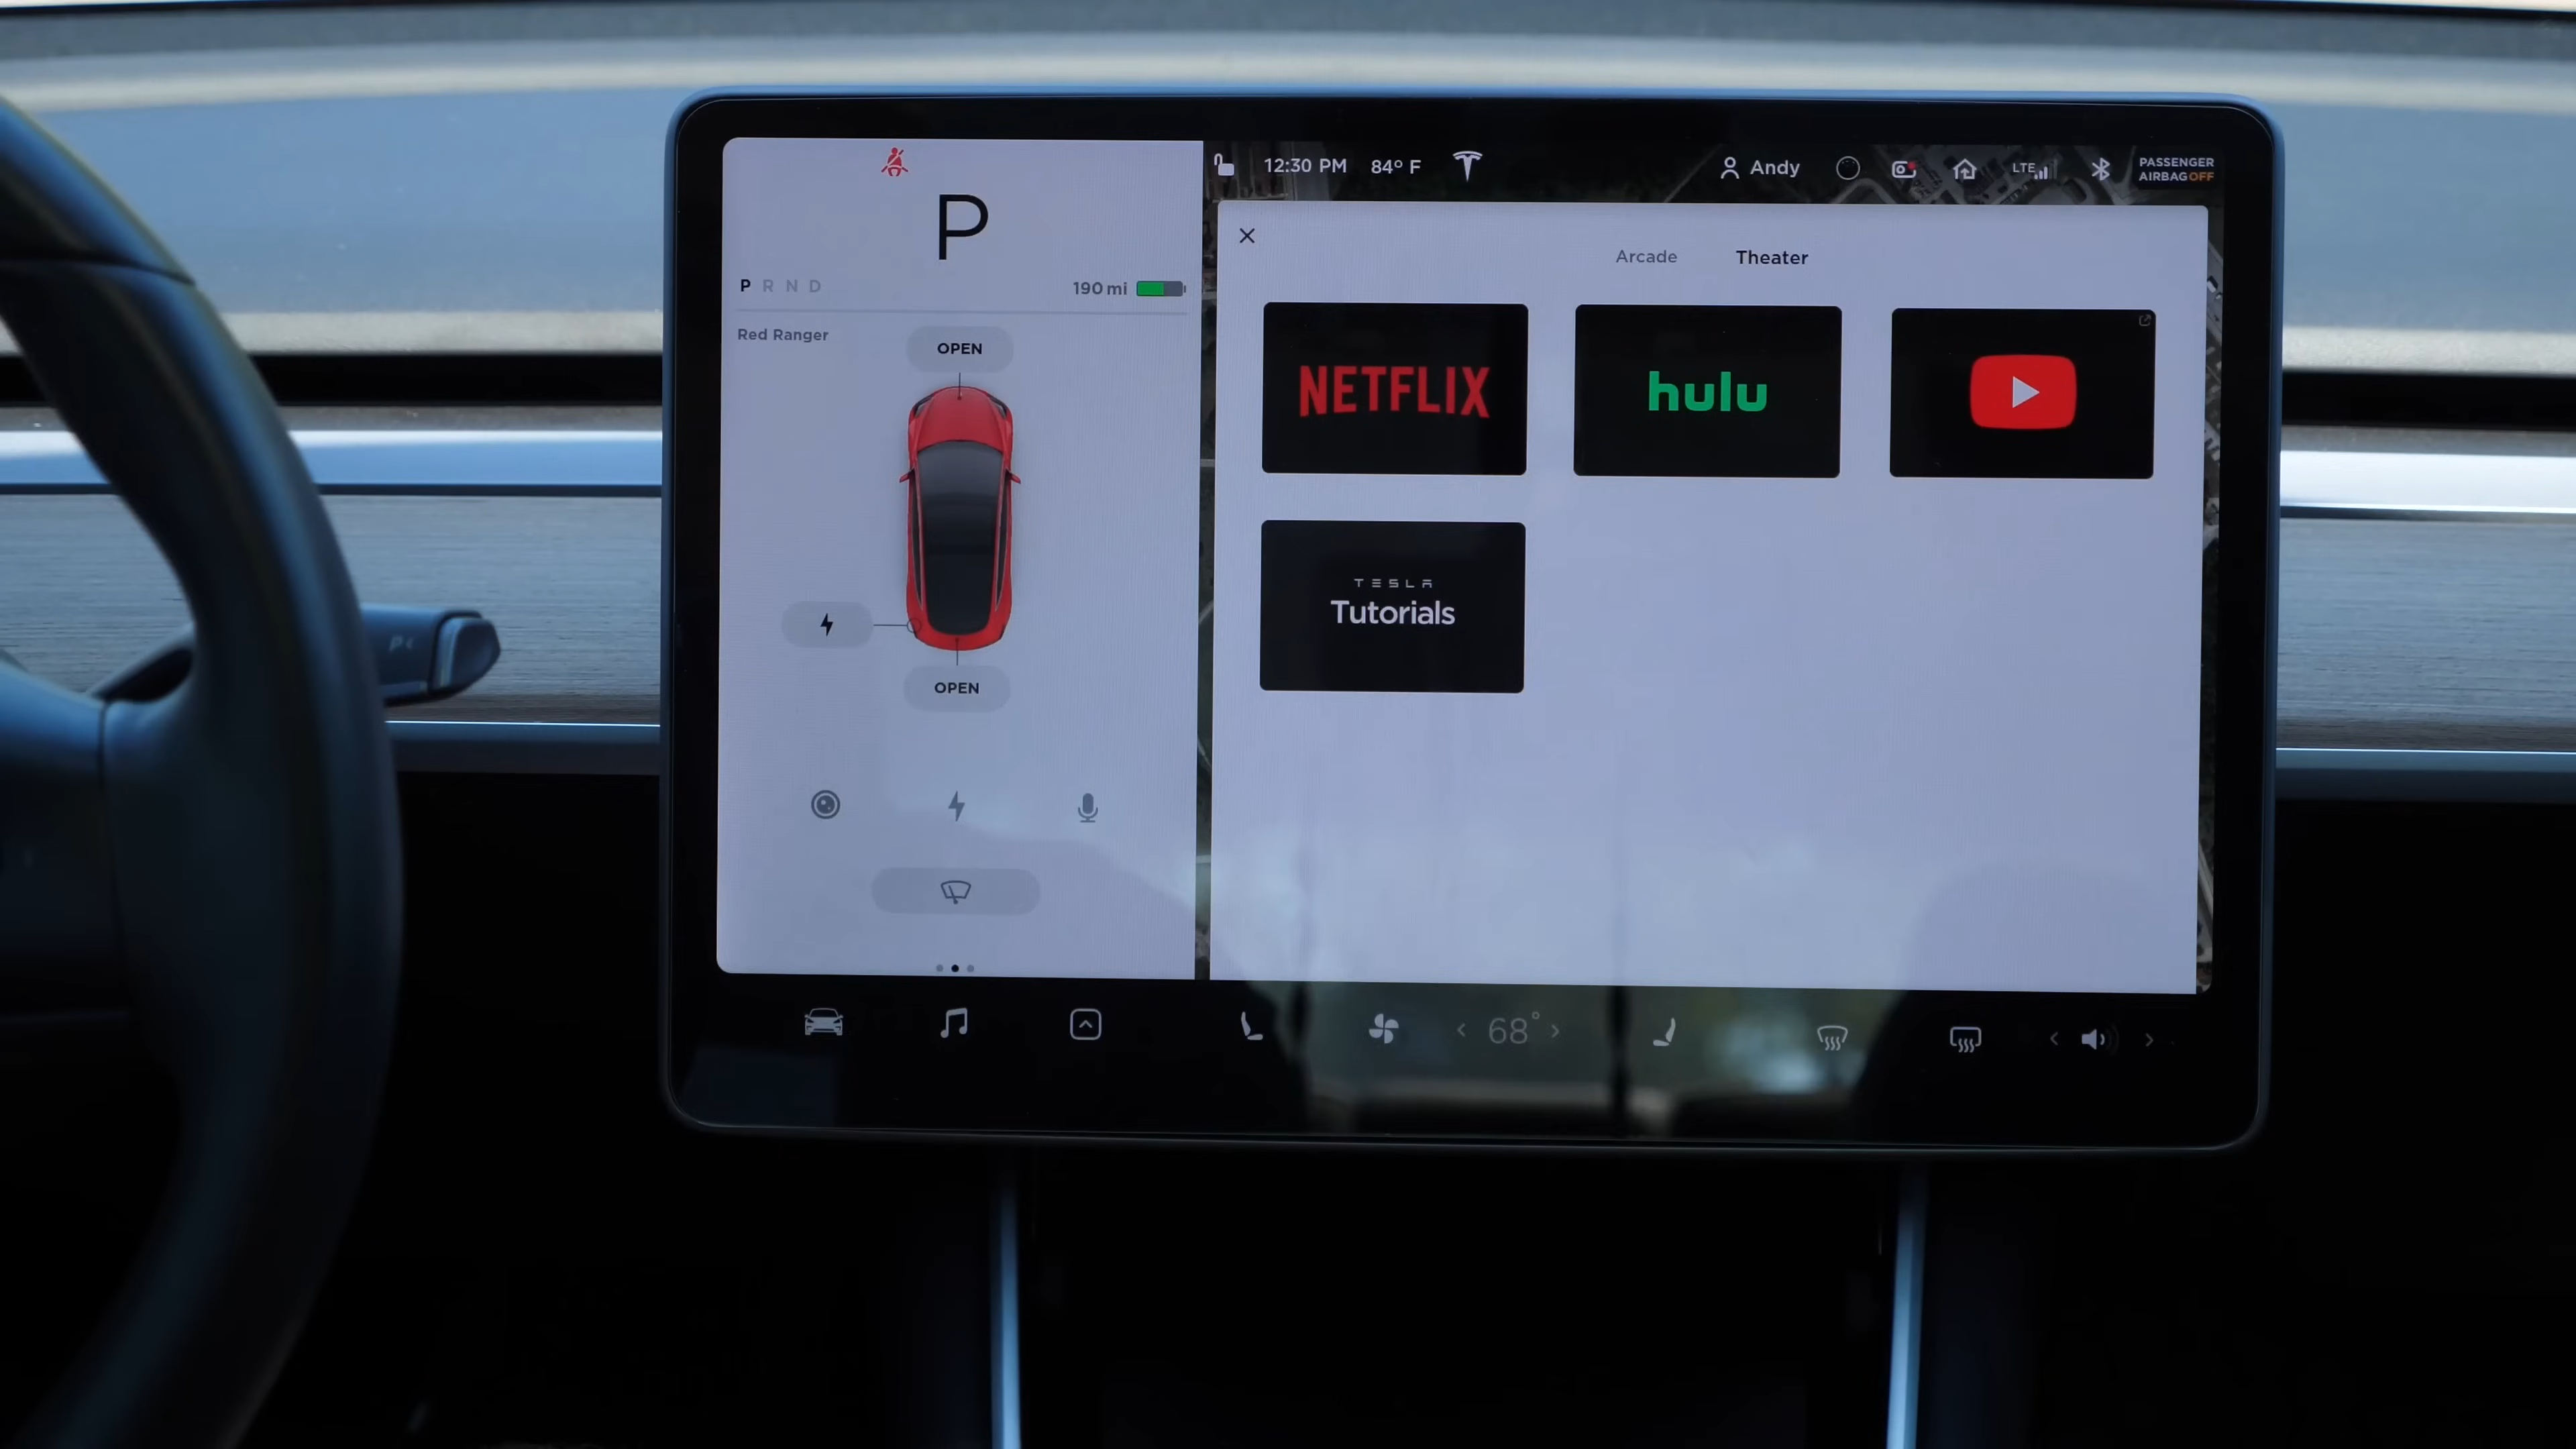 P
P R N D
190 mi
Red Ranger
OPEN
OPEN
12:30 PM 84° F
Andy
LTE
PASSENGER
AIRBAG OFF
Arcade Theater
NETFLIX
hulu
TESLA
Tutorials
68°
P